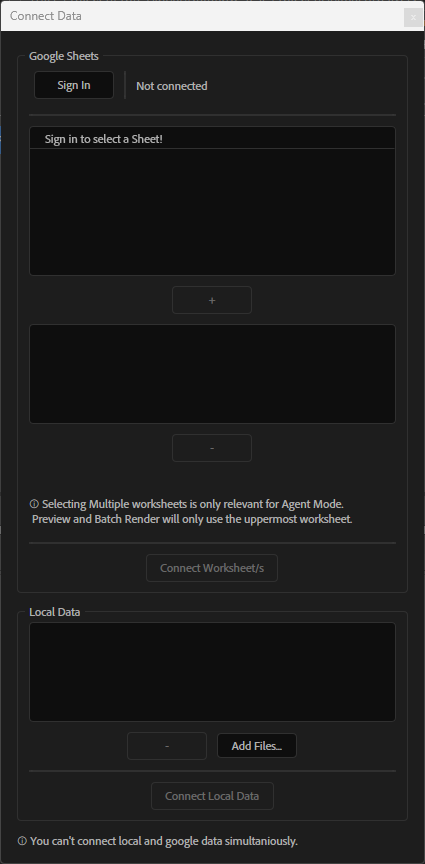 Connect Data
x
Google Sheets
Sign In
Not connected
Sign in to select a Sheet!
+
-
Selecting Multiple worksheets is only relevant for Agent Mode.
Preview and Batch Render will only use the uppermost worksheet.
Connect Worksheet/s
Local Data
-
Add Files...
Connect Local Data
You can't connect local and google data simultaniously.